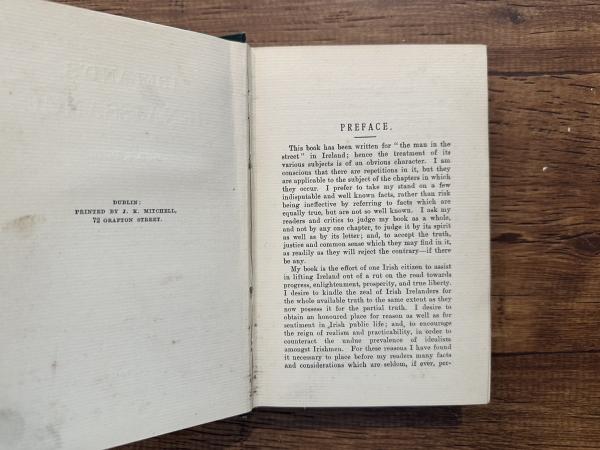 DUBLIN:
PRINTED BY J. K. MITCHELL,
72 GRAFTON STREET.
PREFACE.
This book has been written for "the man in the
street" in Ireland; hence the treatment of its
various subjects is of an obvious character. I am
conscious that there are repetitions in it, but they
are applicable to the subject of the chapters in which
they occur. I prefer to take my stand on a few
indisputable and well known facts, rather than risk
being ineffective by referring to facts which are
equally true, but are not so well known. I ask my
readers and critics to judge my book as a whole,
and not by any one chapter, to judge it by its spirit
as well as by its letter; and, to accept the truth,
justice and common sense which they may find in it,
as readily as they will reject the contrary—if there
be any.
My book is the effort of one Irish citizen to assist
in lifting Ireland out of a rut on the road towards
progress, enlightenment, prosperity, and true liberty.
I desire to kindle the zeal of Irish Irelanders for
the whole available truth to the same extent as they
now possess it for the partial truth. I desire to
obtain an honoured place for reason as well as for
sentiment in Irish public life; and, to encourage
the reign of realism and practicability, in order to
counteract the undue prevalence of idealism
amongst Irishmen. For these reasons I have found
it necessary to place before my readers many facts
and considerations which are seldom, if ever, per-